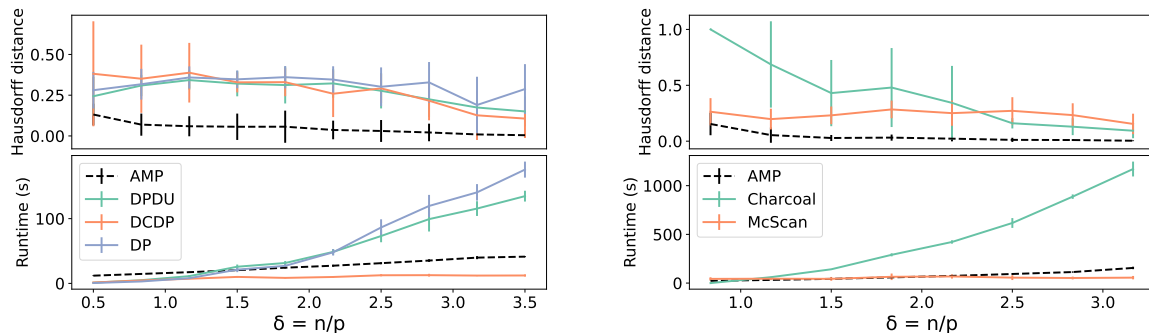 Hausdorff distance
0.50
0.25
0.00
Runtime (s)
100
0
AMP
DPDU
DCDP
DP
0.5
1.0
1.5
2.0
2.5
3.0
3.5
δ = n/p
Hausdorff distance
1.0
0.5
0.0
Runtime (s)
1000
500
0
AMP
Charcoal
McScan
1.0
1.5
2.0
2.5
3.0
δ = n/p